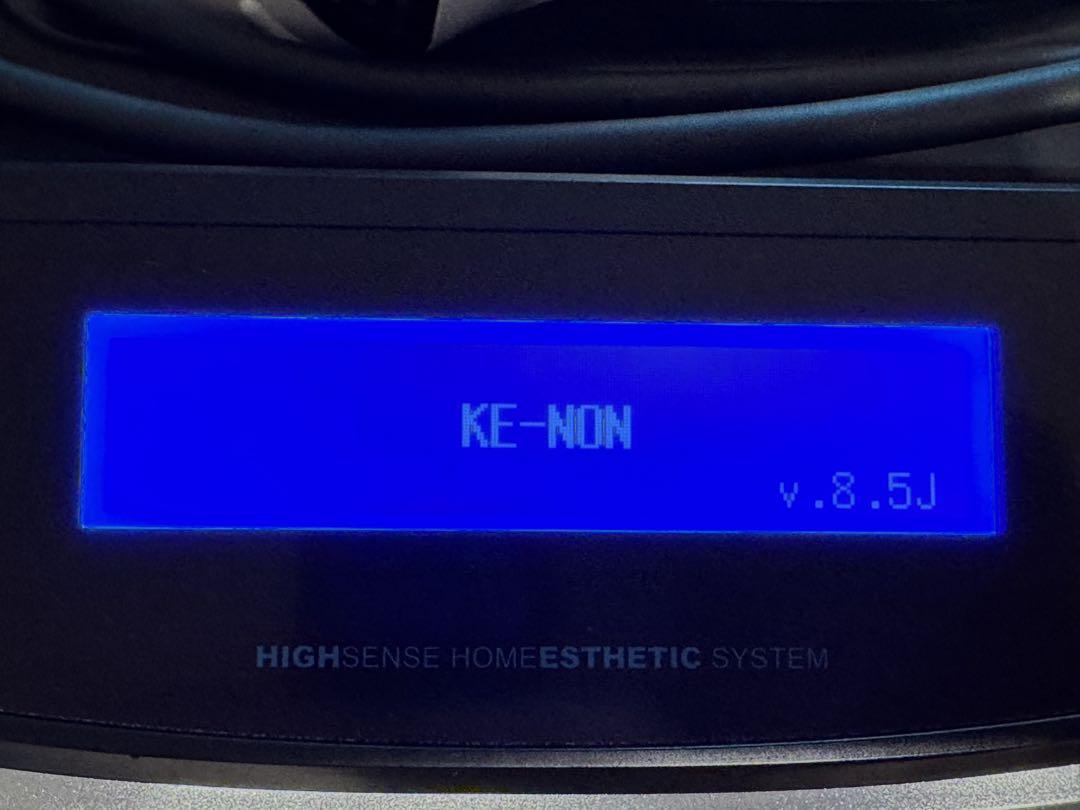 KE-NON
v.8.5J
HIGHSENSE HOMEESTHETIC SYSTEM